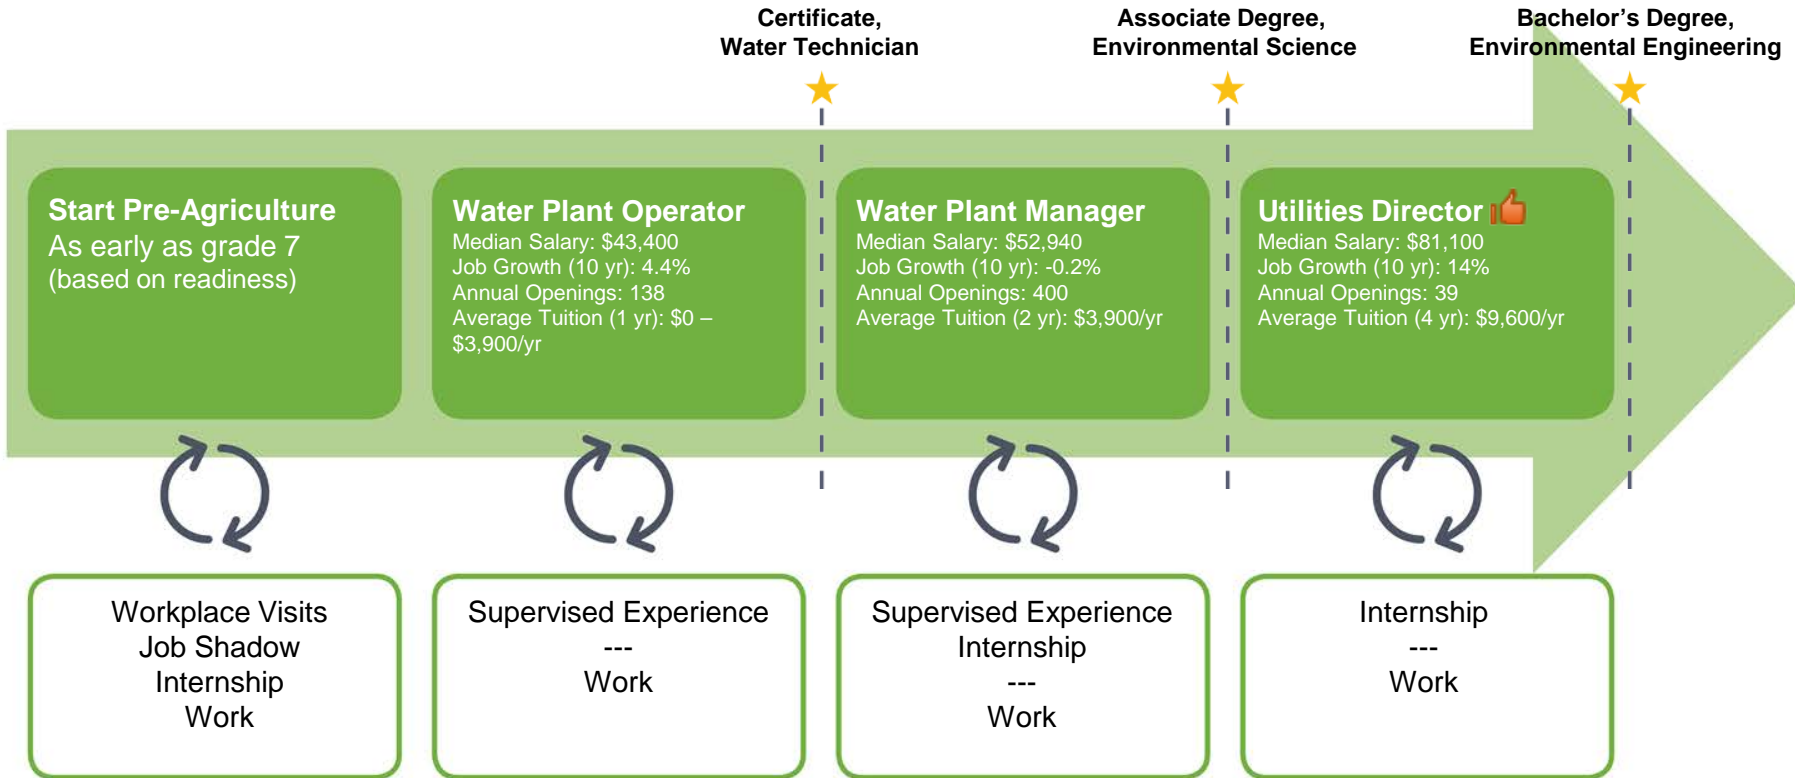 Certificate,
Water Technician
Associate Degree,
Environmental Science
Bachelor’s Degree,
Environmental Engineering
Start Pre-Agriculture
As early as grade 7
(based on readiness)
Water Plant Operator
Median Salary: $43,400
Job Growth (10 yr): 4.4%
Annual Openings: 138
Average Tuition (1 yr): $0 –
$3,900/yr
Water Plant Manager
Median Salary: $52,940
Job Growth (10 yr): -0.2%
Annual Openings: 400
Average Tuition (2 yr): $3,900/yr
Utilities Director
Median Salary: $81,100
Job Growth (10 yr): 14%
Annual Openings: 39
Average Tuition (4 yr): $9,600/yr
Workplace Visits
Job Shadow
Internship
Work
Supervised Experience
---
Work
Supervised Experience
Internship
---
Work
Internship
---
Work